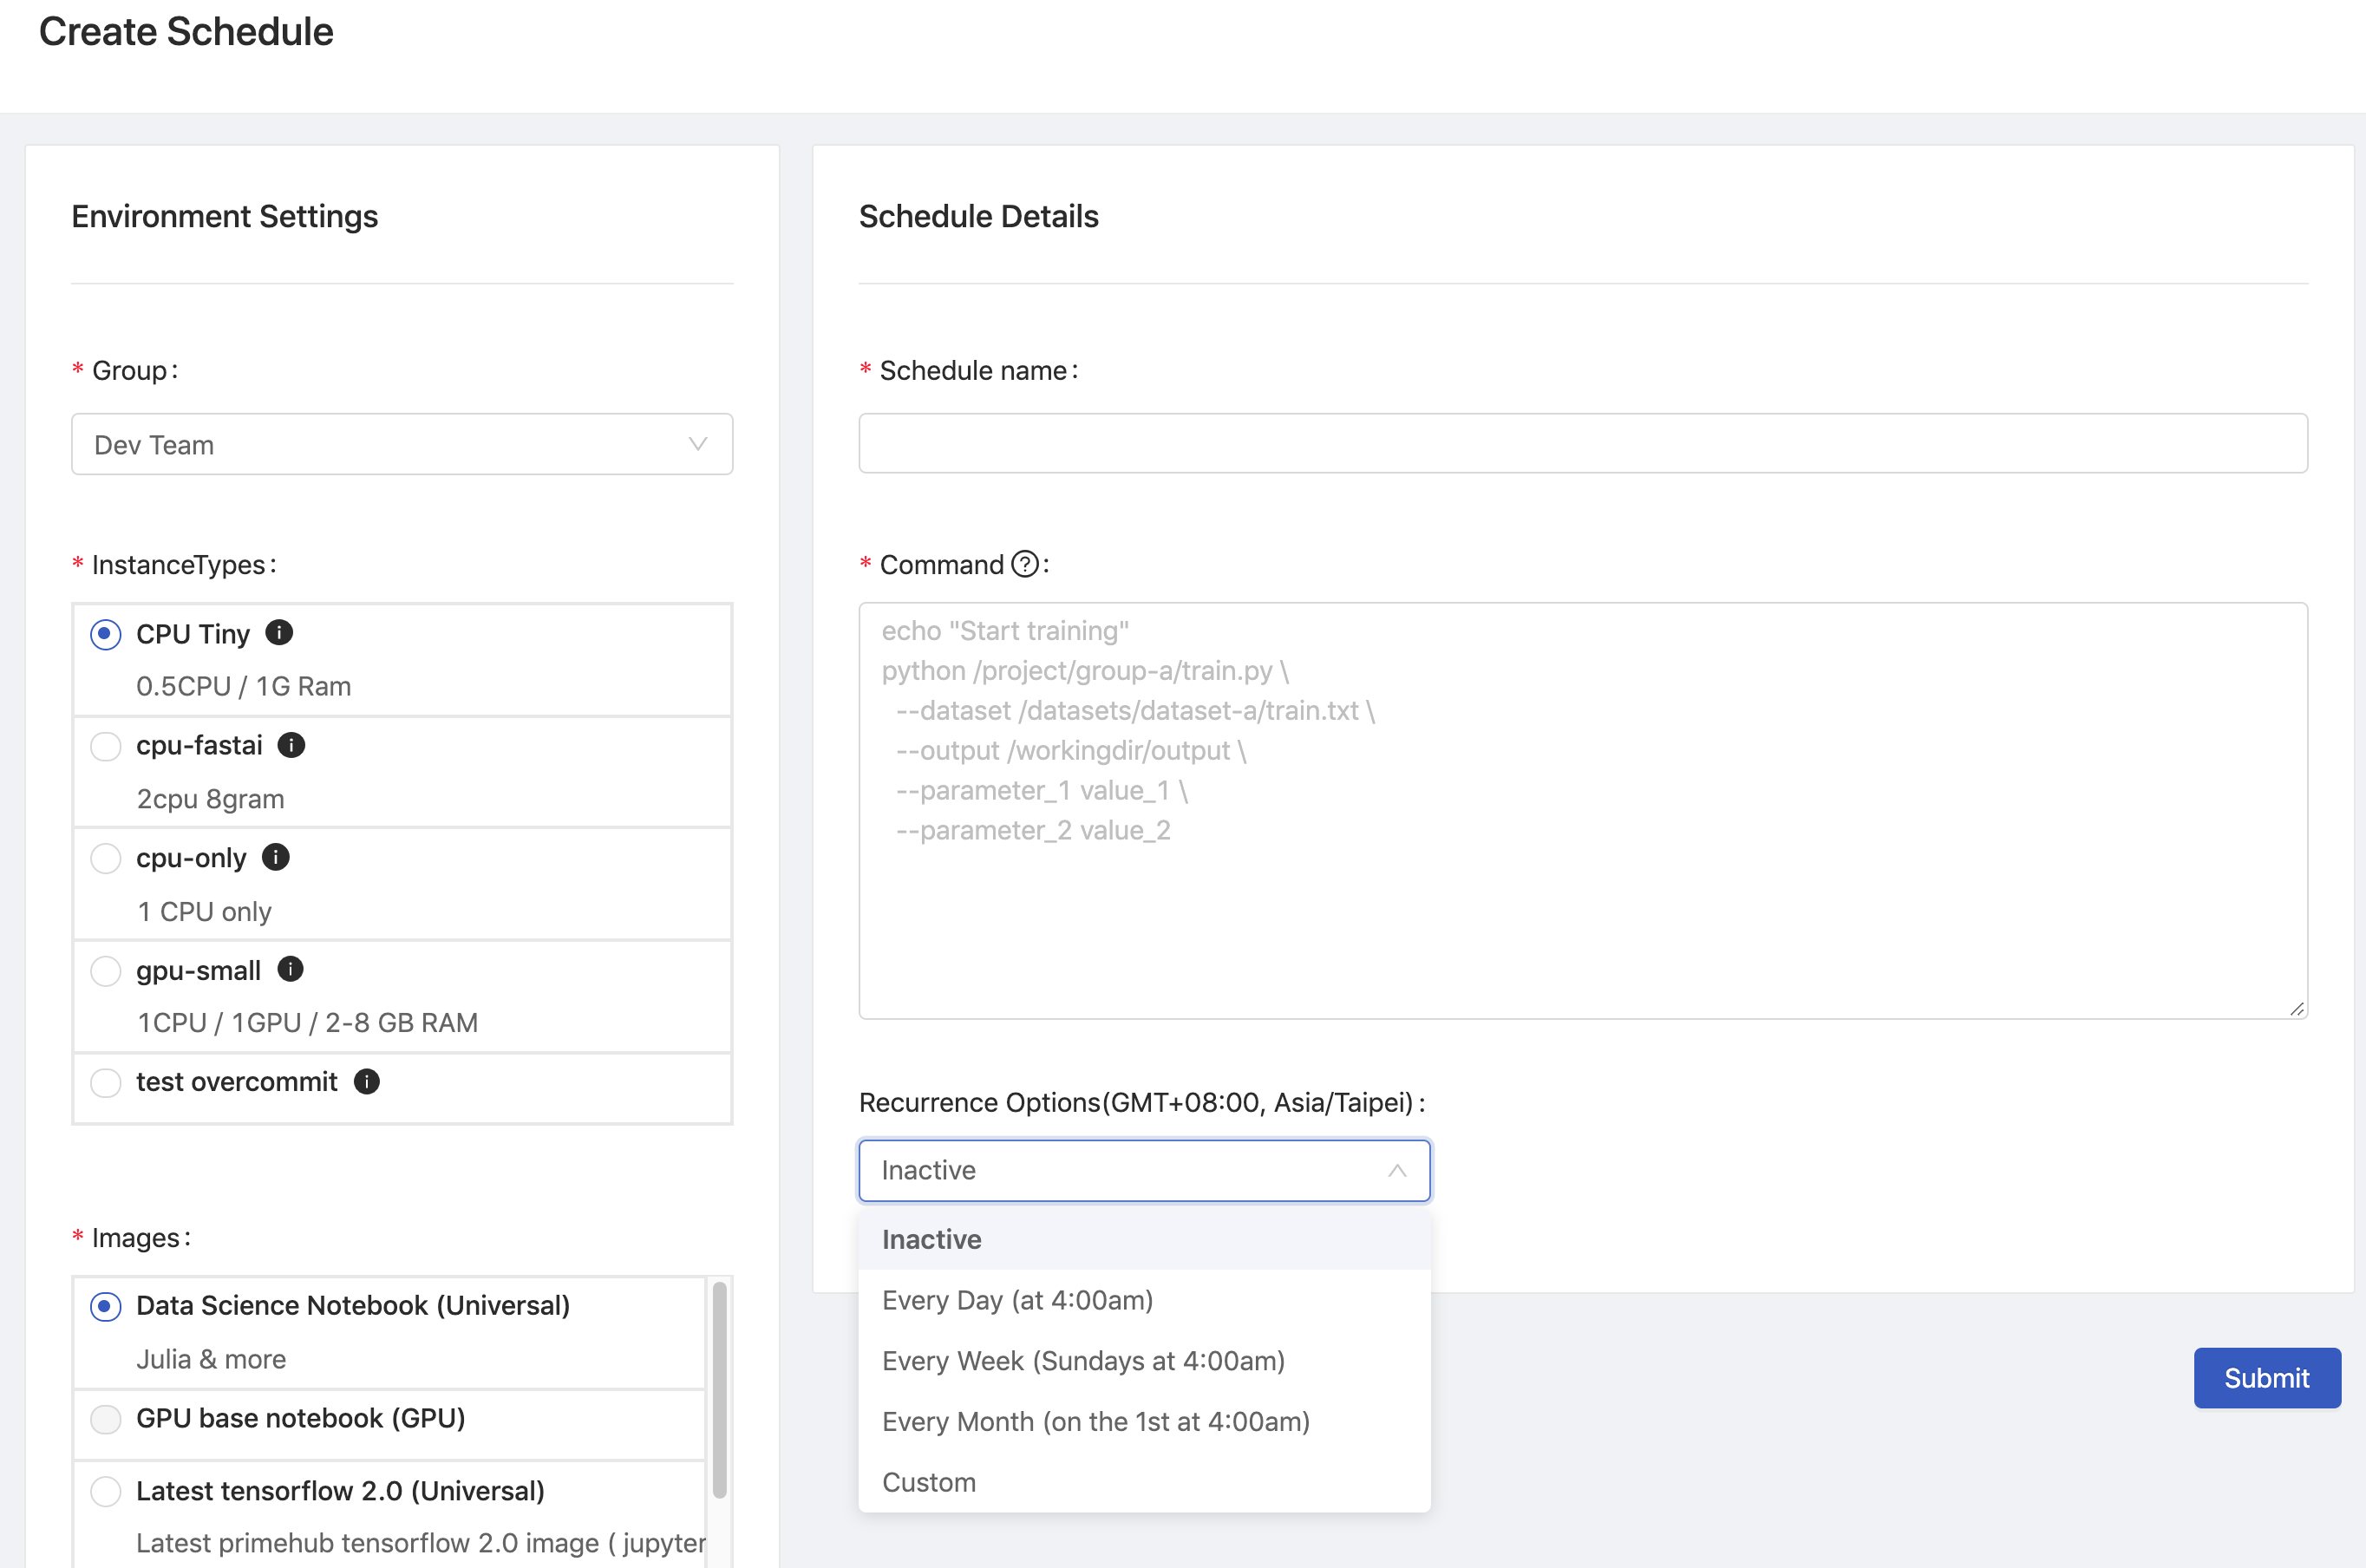 Create Schedule
Environment Settings
* Group:
Dev Team
* InstanceTypes:
CPU Tiny
0.5CPU / 1G Ram
cpu-fastai
2cpu 8gram
cpu-only
1 CPU only
gpu-small
1CPU / 1GPU / 2-8 GB RAM
test overcommit
* Images:
Data Science Notebook (Universal)
Julia & more
GPU base notebook (GPU)
Latest tensorflow 2.0 (Universal)
Latest primehub tensorflow 2.0 image ( jupyter
Schedule Details
* Schedule name:
* Command ?:
echo "Start training"
python /project/group-a/train.py \
--dataset /datasets/dataset-a/train.txt \
--output /workingdir/output \
--parameter_1 value_1 \
--parameter_2 value_2
Recurrence Options(GMT+08:00, Asia/Taipei):
Inactive
Inactive
Every Day (at 4:00am)
Every Week (Sundays at 4:00am)
Every Month (on the 1st at 4:00am)
Custom
Submit